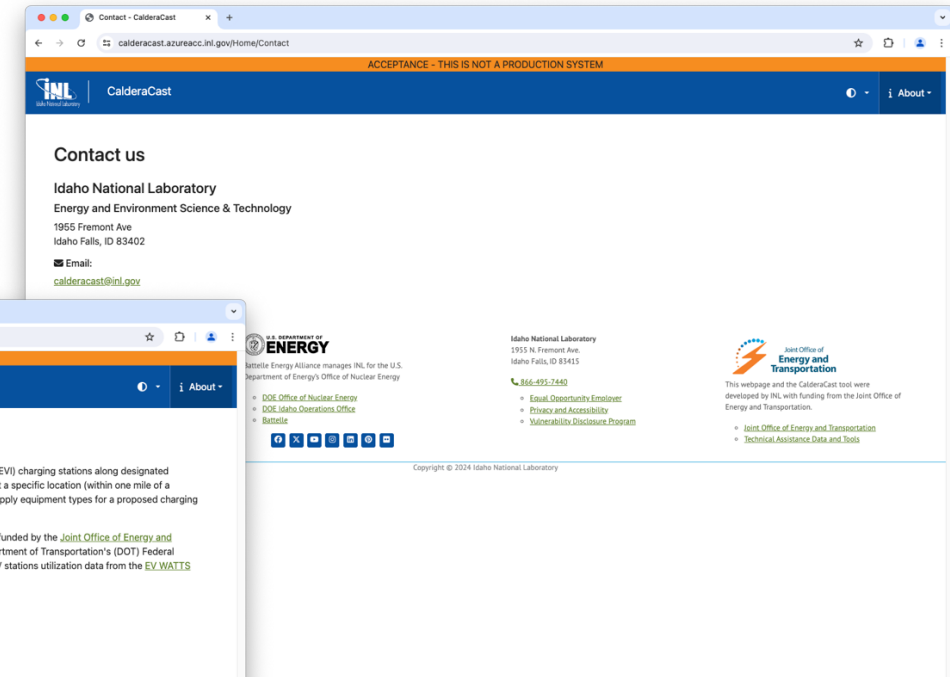 Contact - CalderaCast
calderacast.azureacc.inl.gov/Home/Contact
ACCEPTANCE - THIS IS NOT A PRODUCTION SYSTEM
INL
Idaho National Laboratory
CalderaCast
About
Contact us
Idaho National Laboratory
Energy and Environment Science & Technology
1955 Fremont Ave
Idaho Falls, ID 83402
Email:
calderacast@inl.gov
U.S. DEPARTMENT OF
ENERGY
Battelle Energy Alliance manages INL for the U.S.
Department of Energy's Office of Nuclear Energy
DOE Office of Nuclear Energy
DOE Idaho Operations Office
Battelle
Idaho National Laboratory
1955 N. Fremont Ave.
Idaho Falls, ID 83415
866-495-7440
Equal Opportunity Employer
Privacy and Accessibility
Vulnerability Disclosure Program
Joint Office of
Energy and
Transportation
This webpage and the CalderaCast tool were
developed by INL with funding from the Joint Office of
Energy and Transportation.
Joint Office of Energy and Transportation
Technical Assistance Data and Tools
Copyright © 2024 Idaho National Laboratory
About
EVI) charging stations along designated
t a specific location (within one mile of a
pply equipment types for a proposed charging
funded by the Joint Office of Energy and
rtment of Transportation's (DOT) Federal
stations utilization data from the EV WATTS